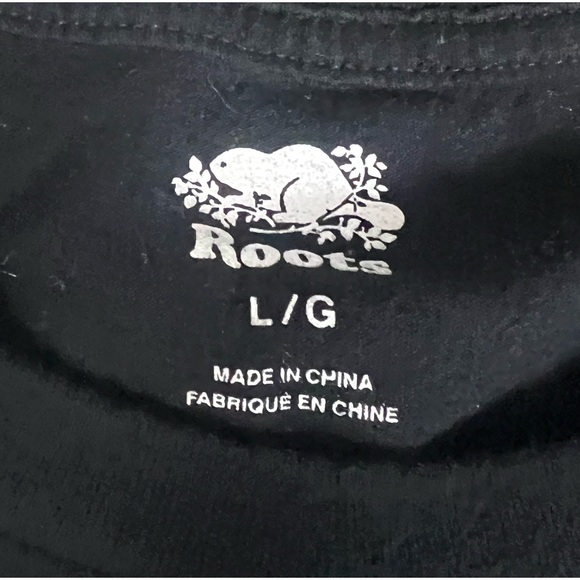 Roots
L/G
MADE IN CHINA
FABRIQUÉ EN CHINE